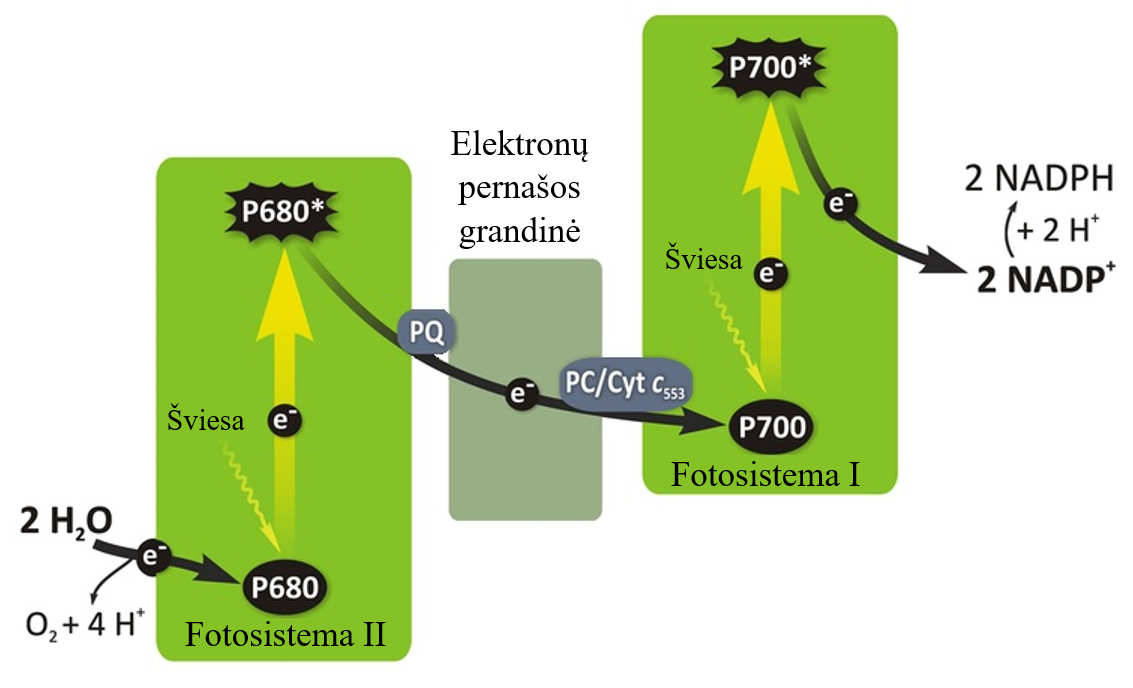 P700*
Elektronų
pernašos
grandinė
2 NADPH
+ 2 H⁺
2 NADP⁺
e⁻
P680*
Šviesa
e⁻
PQ
e⁻
PC/Cyt c₅₅₃
P700
Fotosistema I
Šviesa
e⁻
2 H₂O
e⁻
O₂ + 4 H⁺
P680
Fotosistema II